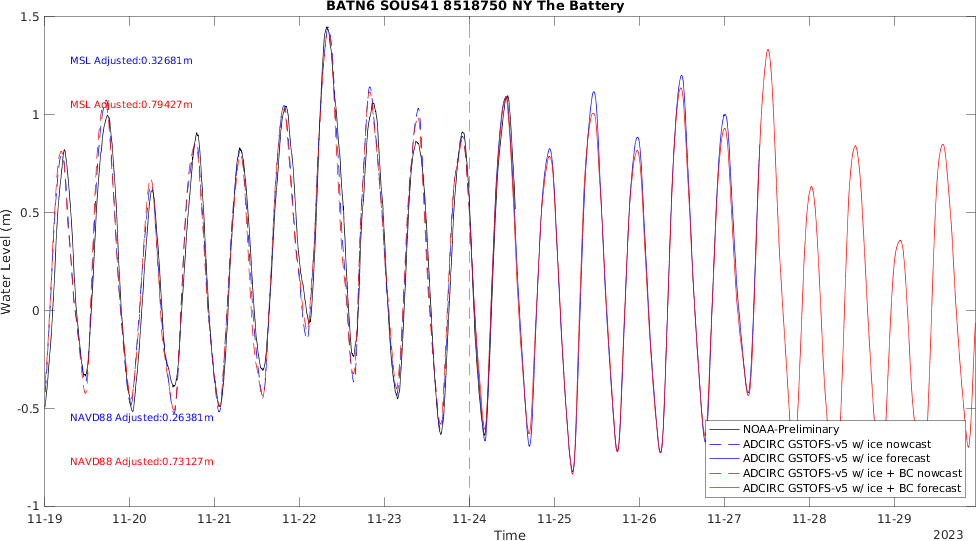 BATN6 SOUS41 8518750 NY The Battery
1.5
1
0.5
0
-0.5
-1
Water Level (m)
MSL Adjusted:0.32681m
MSL Adjusted:0.79427m
NAVD88 Adjusted:0.26381m
NAVD88 Adjusted:0.73127m
NOAA-Preliminary
ADCIRC GSTOFS-v5 w/ ice nowcast
ADCIRC GSTOFS-v5 w/ ice forecast
ADCIRC GSTOFS-v5 w/ ice + BC nowcast
ADCIRC GSTOFS-v5 w/ ice + BC forecast
11-19 11-20 11-21 11-22 11-23 11-24 11-25 11-26 11-27 11-28 11-29
Time
2023